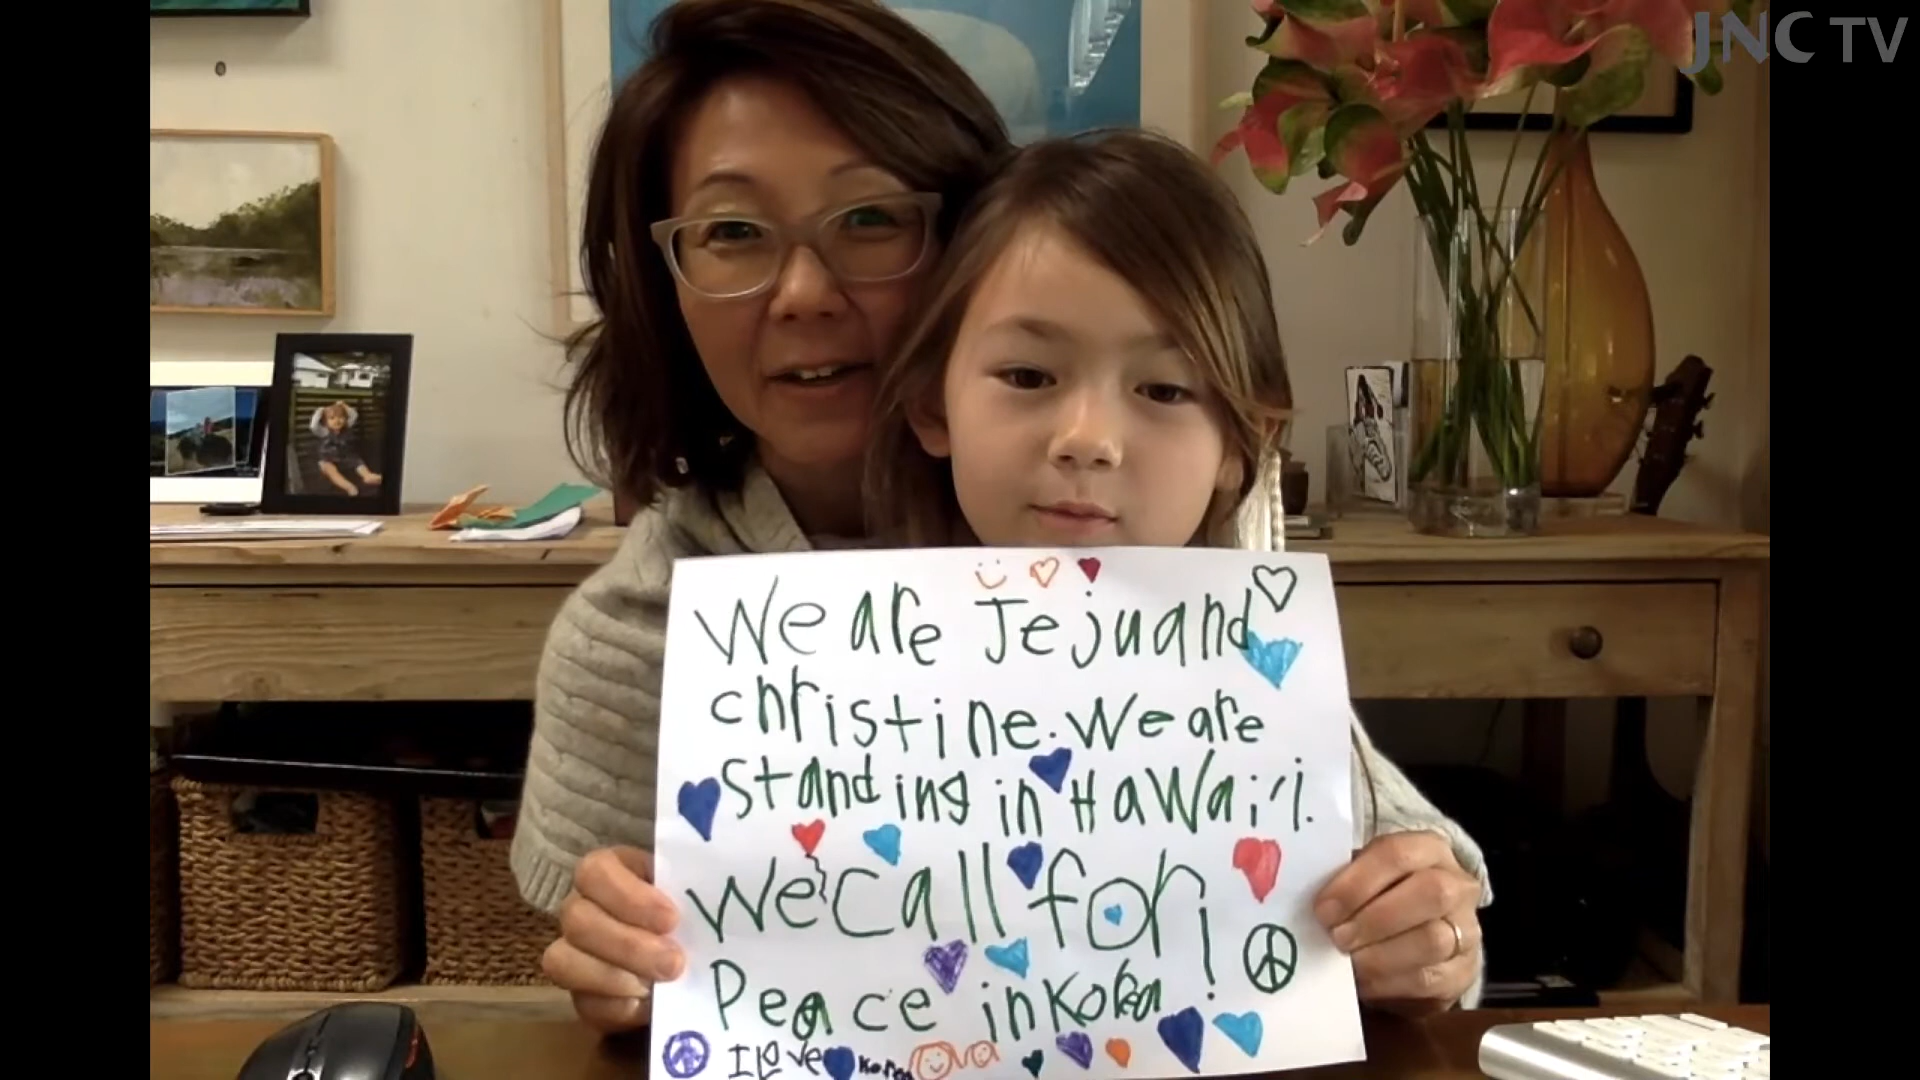 JNC TV
We are Jeju and
christine. We are
standing in Hawai'i.
We call for
Peace in Korea!
I Love Korea